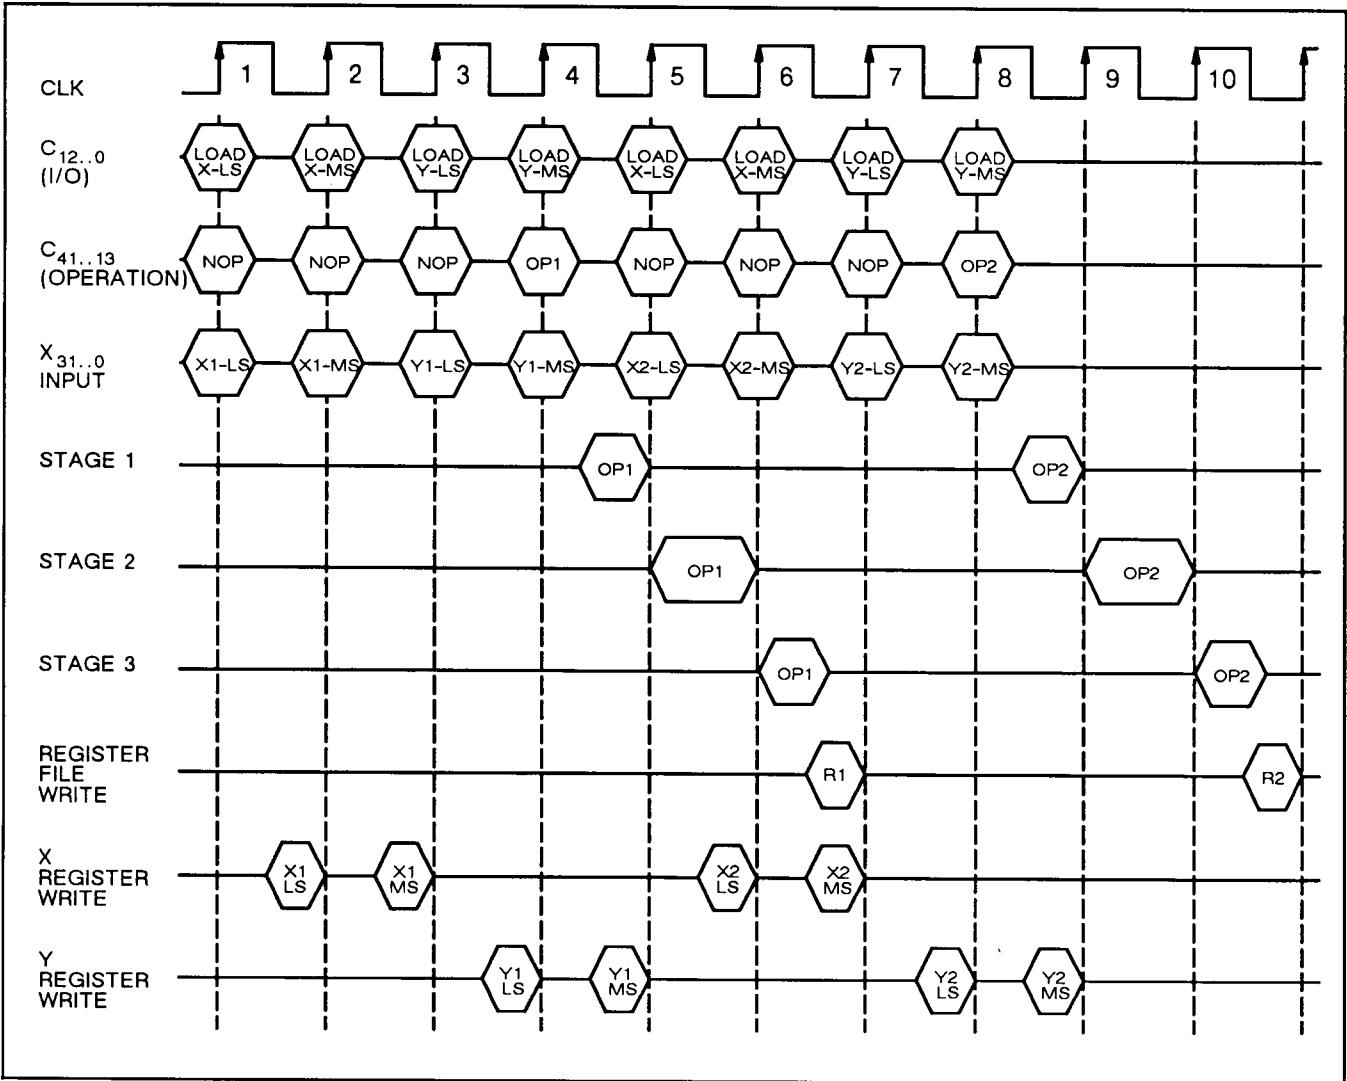 CLK 1 2 3 4 5 6 7 8 9 10
C12..0
(I/O)
LOAD X-LS
LOAD X-MS
LOAD Y-LS
LOAD Y-MS
LOAD X-LS
LOAD X-MS
LOAD Y-LS
LOAD Y-MS
C41..13
(OPERATION)
NOP NOP NOP OP1 NOP NOP NOP OP2
X31..0
INPUT
X1-LS X1-MS Y1-LS Y1-MS X2-LS X2-MS Y2-LS Y2-MS
STAGE 1 OP1 OP2
STAGE 2 OP1 OP2
STAGE 3 OP1 OP2
REGISTER
FILE
WRITE
R1 R2
X
REGISTER
WRITE
X1 LS
X1 MS
X2 LS
X2 MS
Y
REGISTER
WRITE
Y1 LS
Y1 MS
Y2 LS
Y2 MS